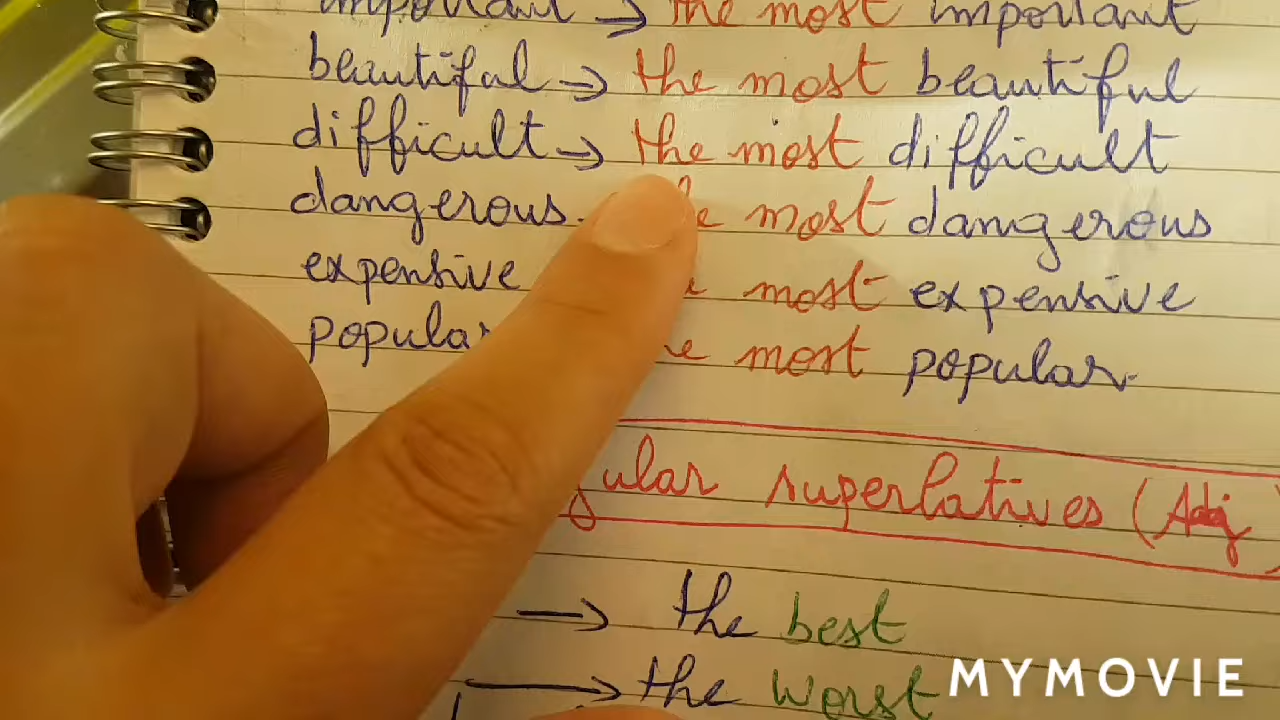 important → the most important
beautiful → the most beautiful
difficult → the most difficult
dangerous the most dangerous
expensive most expensive
popular most popular.
superlatives (Adj)
→ the best
→ the worst
MYMOVIE